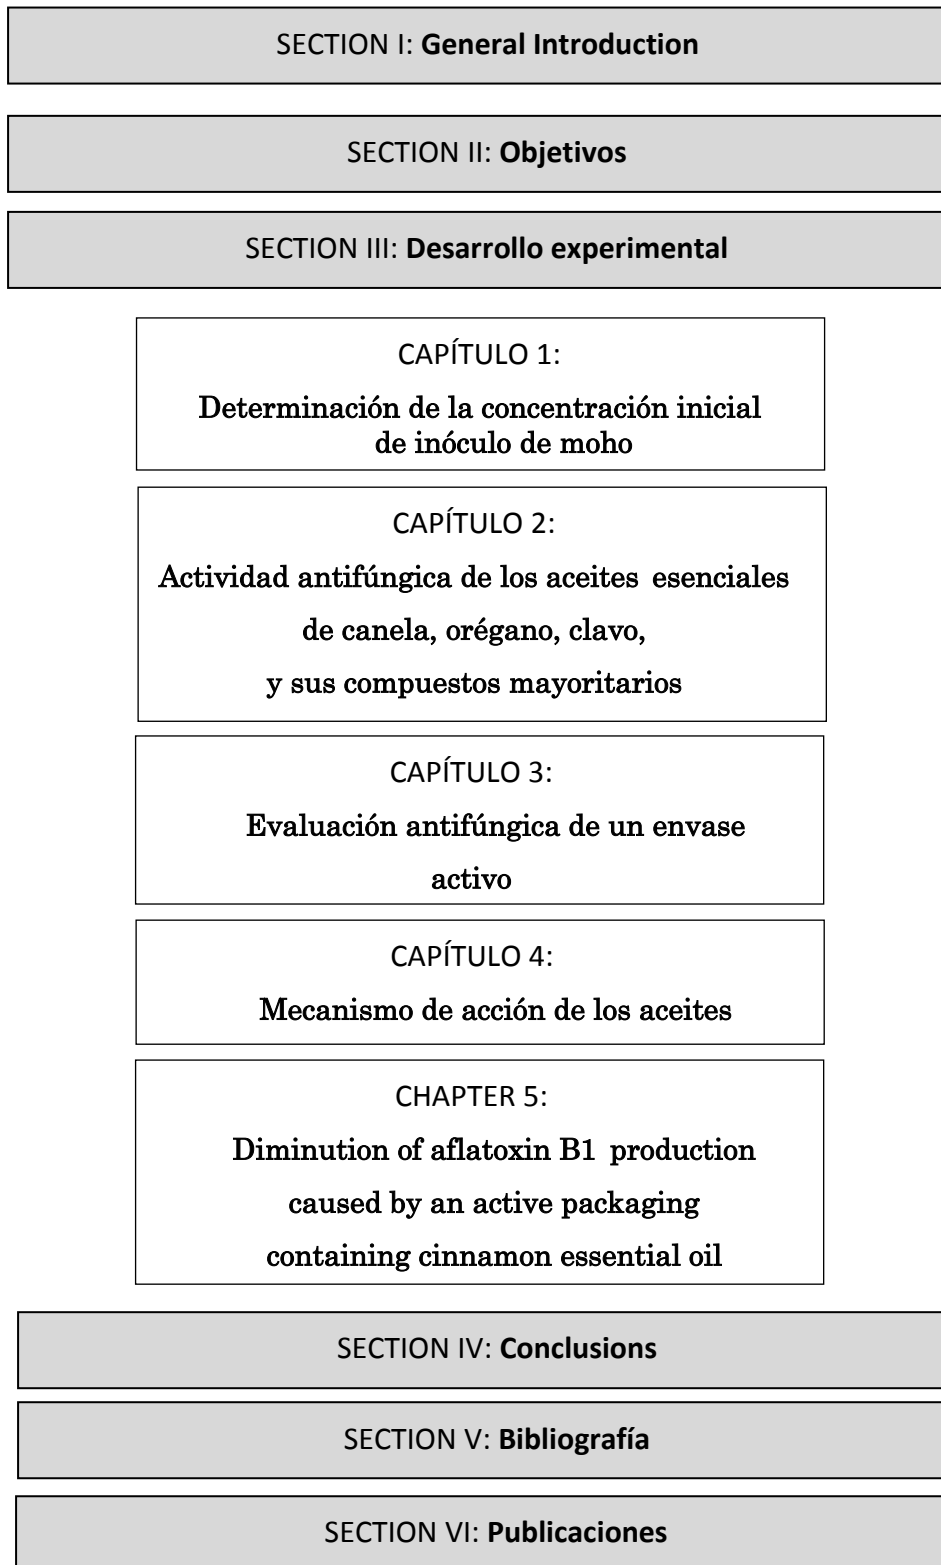 SECTION I: General Introduction
SECTION II: Objetivos
SECTION III: Desarrollo experimental
CAPÍTULO 1:
Determinación de la concentración inicial
de inóculo de moho
CAPÍTULO 2:
Actividad antifúngica de los aceites esenciales
de canela, orégano, clavo,
y sus compuestos mayoritarios
CAPÍTULO 3:
Evaluación antifúngica de un envase
activo
CAPÍTULO 4:
Mecanismo de acción de los aceites
CHAPTER 5:
Diminution of aflatoxin B1 production
caused by an active packaging
containing cinnamon essential oil
SECTION IV: Conclusions
SECTION V: Bibliografía
SECTION VI: Publicaciones